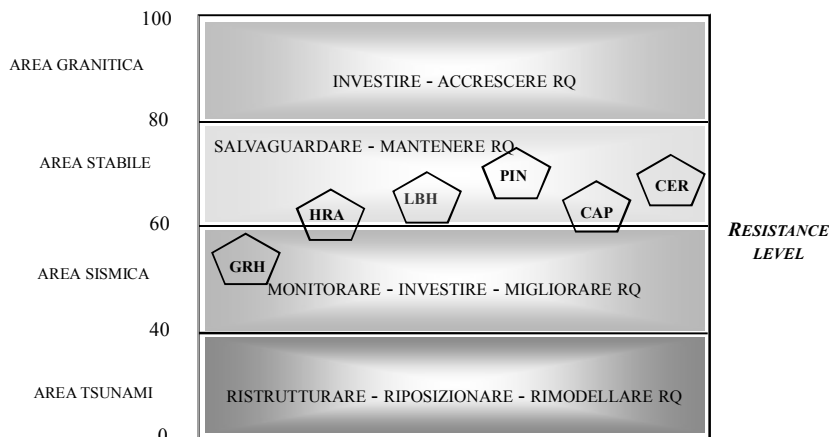 100
AREA GRANITICA
INVESTIRE - ACCRESCERE RQ
80
SALVAGUARDARE - MANTENERE RQ
AREA STABILE
PIN
CER
LBH
HRA
CAP
60
RESISTANCE
LEVEL
GRH
AREA SISMICA
MONITORARE - INVESTIRE - MIGLIORARE RQ
40
AREA TSUNAMI
RISTRUTTURARE - RIPOSIZIONARE - RIMODELLARE RQ
0